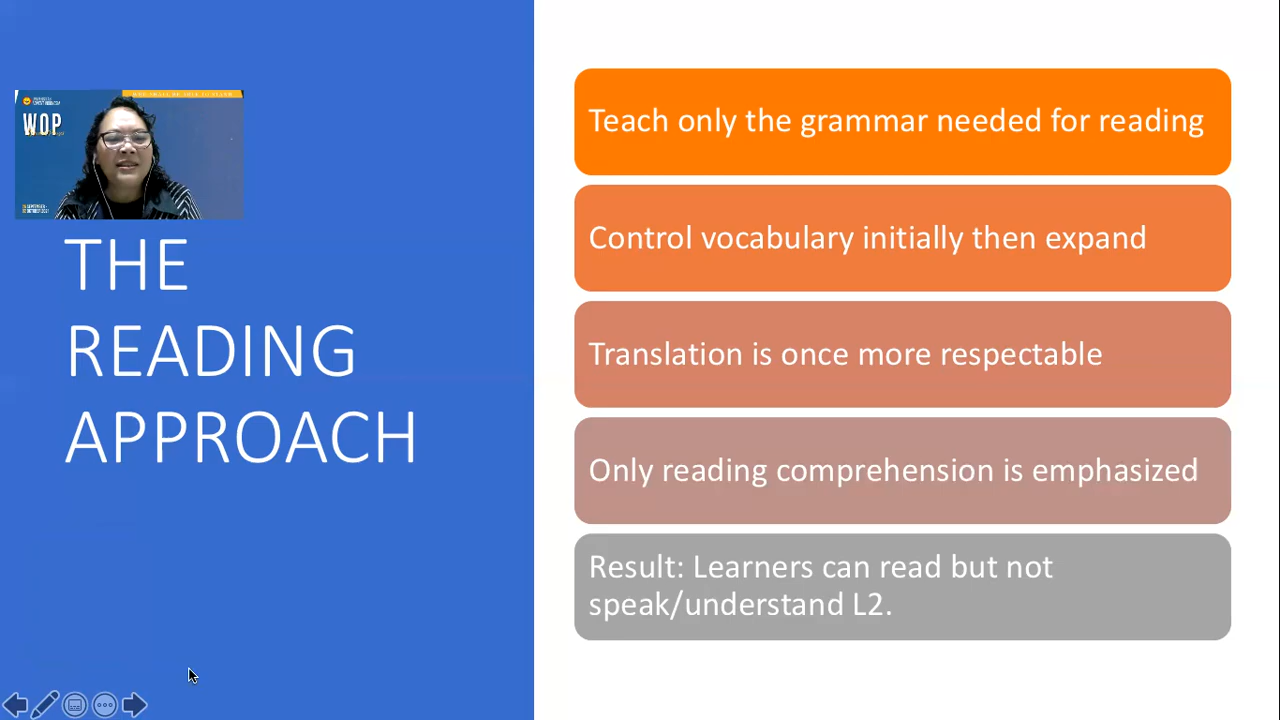 WOP
THE
READING
APPROACH
Teach only the grammar needed for reading
Control vocabulary initially then expand
Translation is once more respectable
Only reading comprehension is emphasized
Result: Learners can read but not
speak/understand L2.